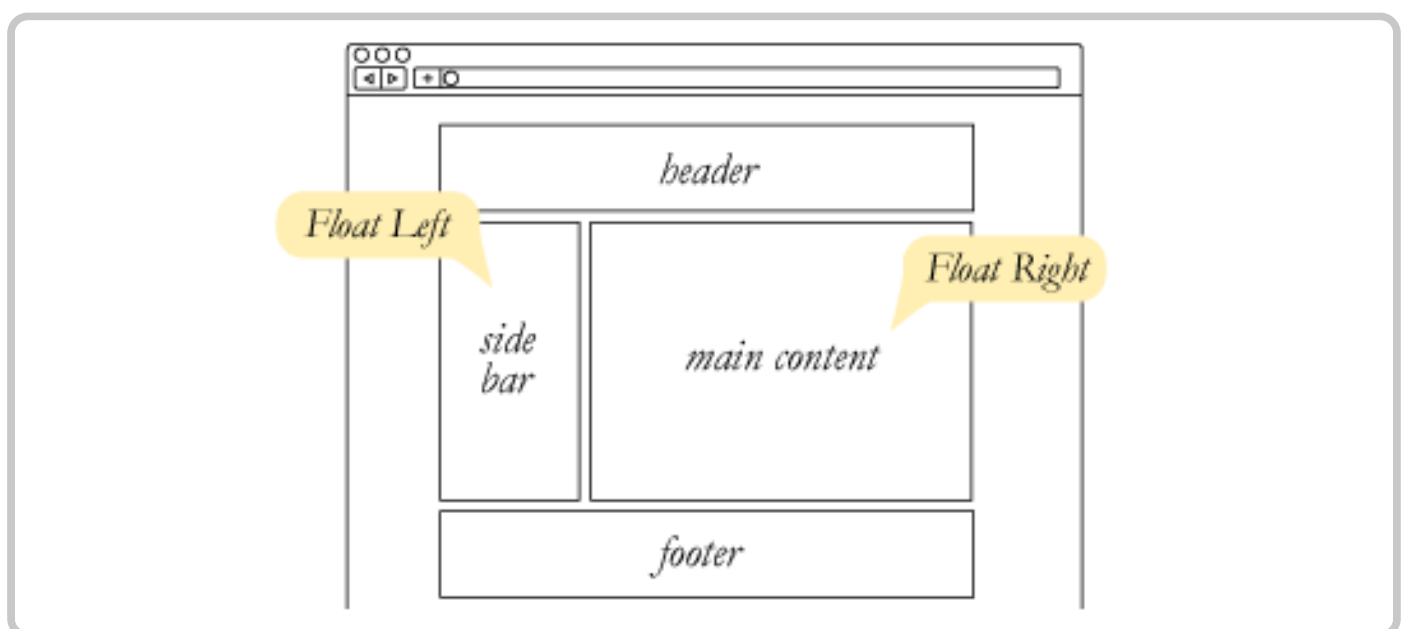 header
Float Left
Float Right
side
bar
main content
footer